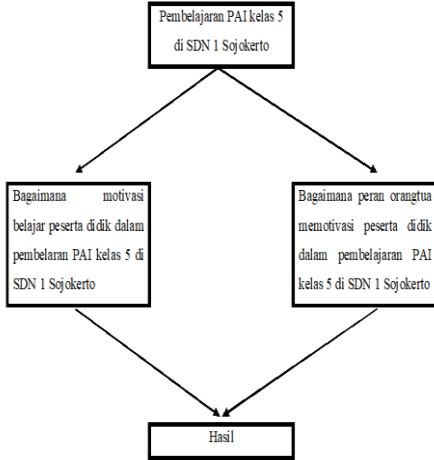 Pembelajaran PAI kelas 5
di SDN 1 Sojokerto
Bagaimana motivasi
belajar peserta didik dalam
pembelaran PAI kelas 5 di
SDN 1 Sojokerto
Bagaimana peran orangtua
memotivasi peserta didik
dalam pembelajaran PAI
kelas 5 di SDN 1 Sojokerto
Hasil